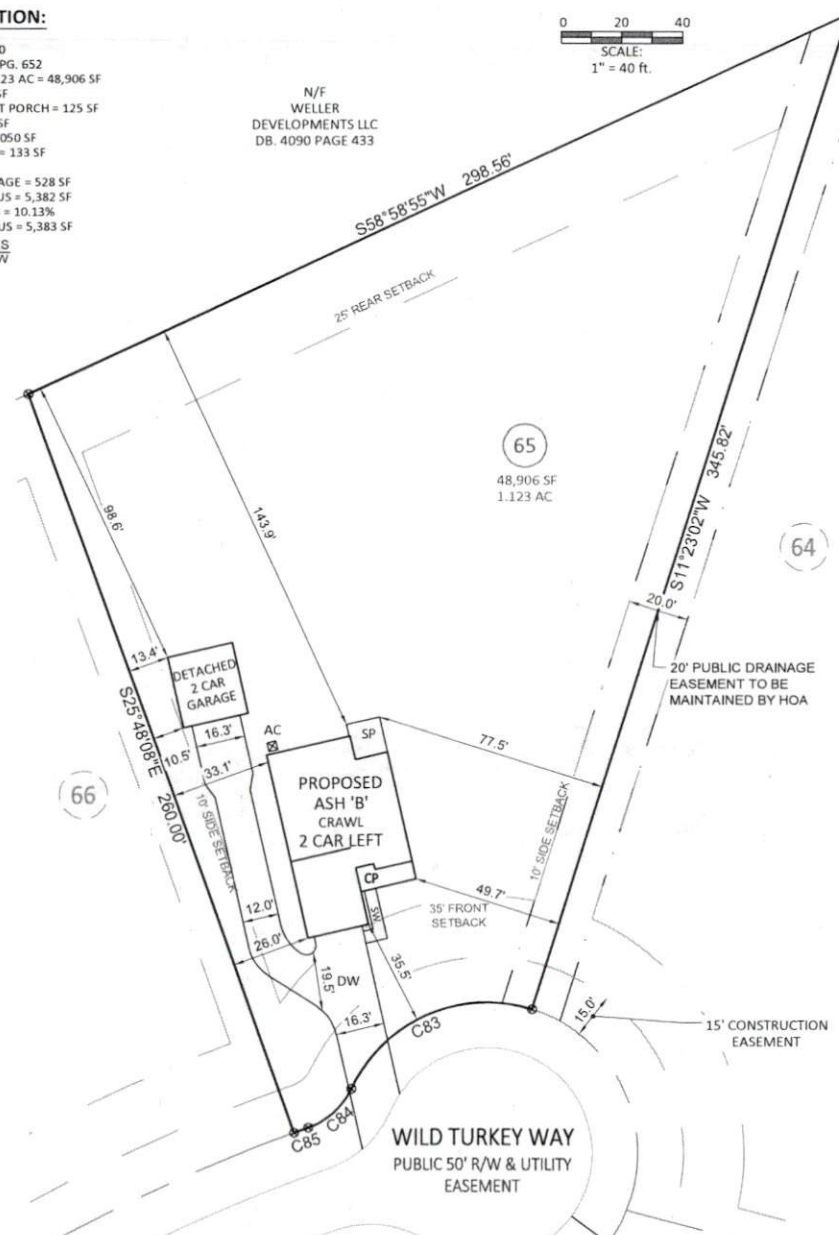 TION:
0
PG. 652
23 AC = 48,906 SF
SF
T PORCH = 125 SF
SF
050 SF
= 133 SF
AGE = 528 SF
US = 5,382 SF
= 10.13%
US = 5,383 SF
S
W
0 20 40
SCALE:
1" = 40 ft.
N/F
WELLER
DEVELOPMENTS LLC
DB. 4090 PAGE 433
S58°58'55"W 298.56'
25' REAR SETBACK
65
48,906 SF
1.123 AC
98.6'
143.9'
S11°23'02"W 345.82'
64
20.0'
20' PUBLIC DRAINAGE
EASEMENT TO BE
MAINTAINED BY HOA
13.4'
DETACHED
2 CAR
GARAGE
S25°48'08"E 260.00'
10.5'
16.3'
AC
SP
77.5'
33.1'
66
10' SIDE SETBACK
PROPOSED
ASH 'B'
CRAWL
2 CAR LEFT
10' SIDE SETBACK
CP
SW
49.7'
35' FRONT
SETBACK
12.0'
26.0'
35.5'
19.5'
DW
16.3'
C83
15.0'
15' CONSTRUCTION
EASEMENT
C84
C85
WILD TURKEY WAY
PUBLIC 50' R/W & UTILITY
EASEMENT